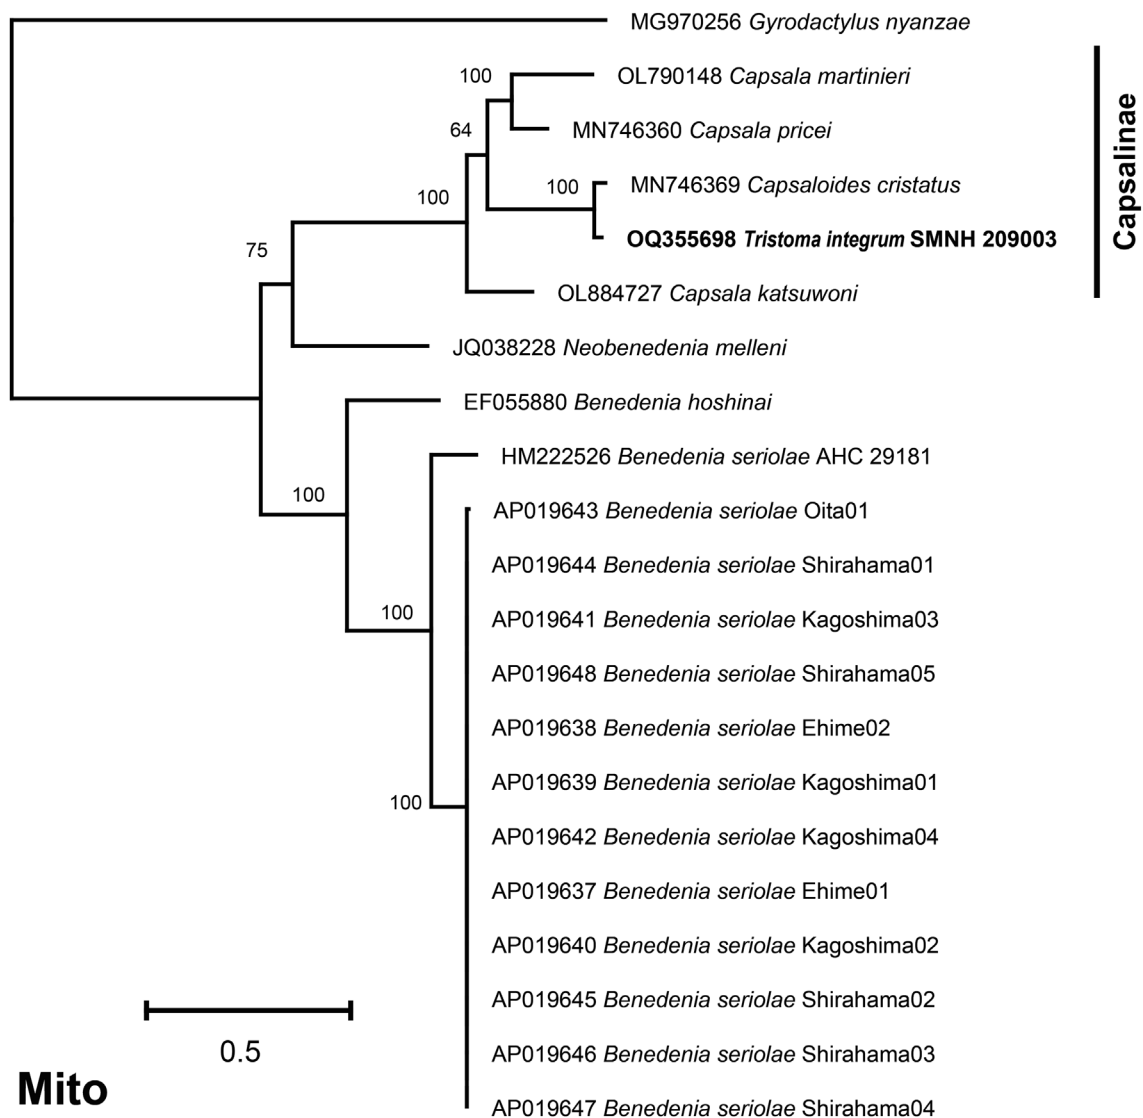 MG970256 Gyrodactylus nyanzae
100
OL790148 Capsala martinieri
64
MN746360 Capsala pricei
100
100
MN746369 Capsaloides cristatus
OQ355698 Tristoma integrum SMNH 209003
Capsalinae
75
OL884727 Capsala katsuwoni
JQ038228 Neobenedenia melleni
EF055880 Benedenia hoshinai
HM222526 Benedenia seriolae AHC 29181
100
AP019643 Benedenia seriolae Oita01
AP019644 Benedenia seriolae Shirahama01
100
AP019641 Benedenia seriolae Kagoshima03
AP019648 Benedenia seriolae Shirahama05
AP019638 Benedenia seriolae Ehime02
AP019639 Benedenia seriolae Kagoshima01
100
AP019642 Benedenia seriolae Kagoshima04
AP019637 Benedenia seriolae Ehime01
AP019640 Benedenia seriolae Kagoshima02
AP019645 Benedenia seriolae Shirahama02
AP019646 Benedenia seriolae Shirahama03
AP019647 Benedenia seriolae Shirahama04
0.5
Mito